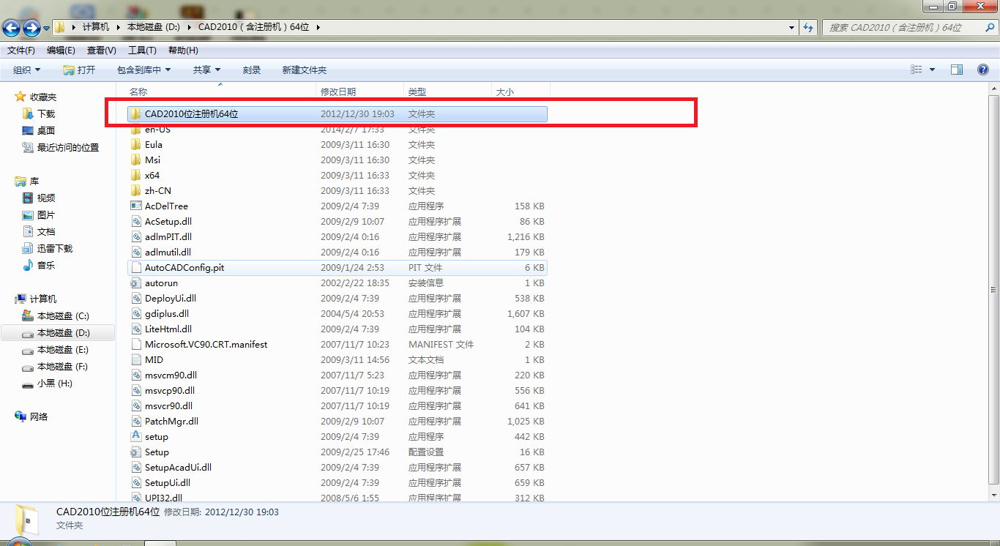 计算机 ▸ 本地磁盘 (D:) ▸ CAD2010（含注册机）64位 ▸
搜索 CAD2010（含注册机）64位
文件(F) 编辑(E) 查看(V) 工具(T) 帮助(H)
组织 打开 包含到库中 共享 刻录 新建文件夹
名称 修改日期 类型 大小
收藏夹
下载
桌面
最近访问的位置
库
视频
图片
文档
迅雷下载
音乐
计算机
本地磁盘 (C:)
本地磁盘 (D:)
本地磁盘 (E:)
本地磁盘 (F:)
小黑 (H:)
网络
CAD2010位注册机64位 2012/12/30 19:03 文件夹
en-US 2014/2/7 17:33 文件夹
Eula 2009/3/11 16:30 文件夹
Msi 2009/3/11 16:30 文件夹
x64 2009/3/11 16:33 文件夹
zh-CN 2009/3/11 16:33 文件夹
AcDelTree 2009/2/4 7:39 应用程序 158 KB
AcSetup.dll 2009/2/9 10:07 应用程序扩展 86 KB
adlmPIT.dll 2009/2/4 0:16 应用程序扩展 1,216 KB
adlmutil.dll 2009/2/4 0:16 应用程序扩展 179 KB
AutoCADConfig.pit 2009/1/24 2:53 PIT 文件 6 KB
autorun 2002/2/22 18:35 安装信息 1 KB
DeployUi.dll 2009/2/4 7:39 应用程序扩展 538 KB
gdiplus.dll 2004/5/4 20:53 应用程序扩展 1,607 KB
LiteHtml.dll 2009/2/4 7:39 应用程序扩展 104 KB
Microsoft.VC90.CRT.manifest 2007/11/7 10:23 MANIFEST 文件 2 KB
MID 2009/3/11 14:56 文本文档 1 KB
msvcm90.dll 2007/11/7 5:23 应用程序扩展 220 KB
msvcp90.dll 2007/11/7 10:19 应用程序扩展 556 KB
msvcr90.dll 2007/11/7 10:19 应用程序扩展 641 KB
PatchMgr.dll 2009/2/9 10:07 应用程序扩展 1,025 KB
setup 2009/2/4 7:39 应用程序 442 KB
Setup 2009/2/25 17:46 配置设置 16 KB
SetupAcadUi.dll 2009/2/4 7:39 应用程序扩展 657 KB
SetupUi.dll 2009/2/4 7:39 应用程序扩展 659 KB
UPI32.dll 2008/5/6 1:55 应用程序扩展 312 KB
CAD2010位注册机64位 修改日期: 2012/12/30 19:03
文件夹